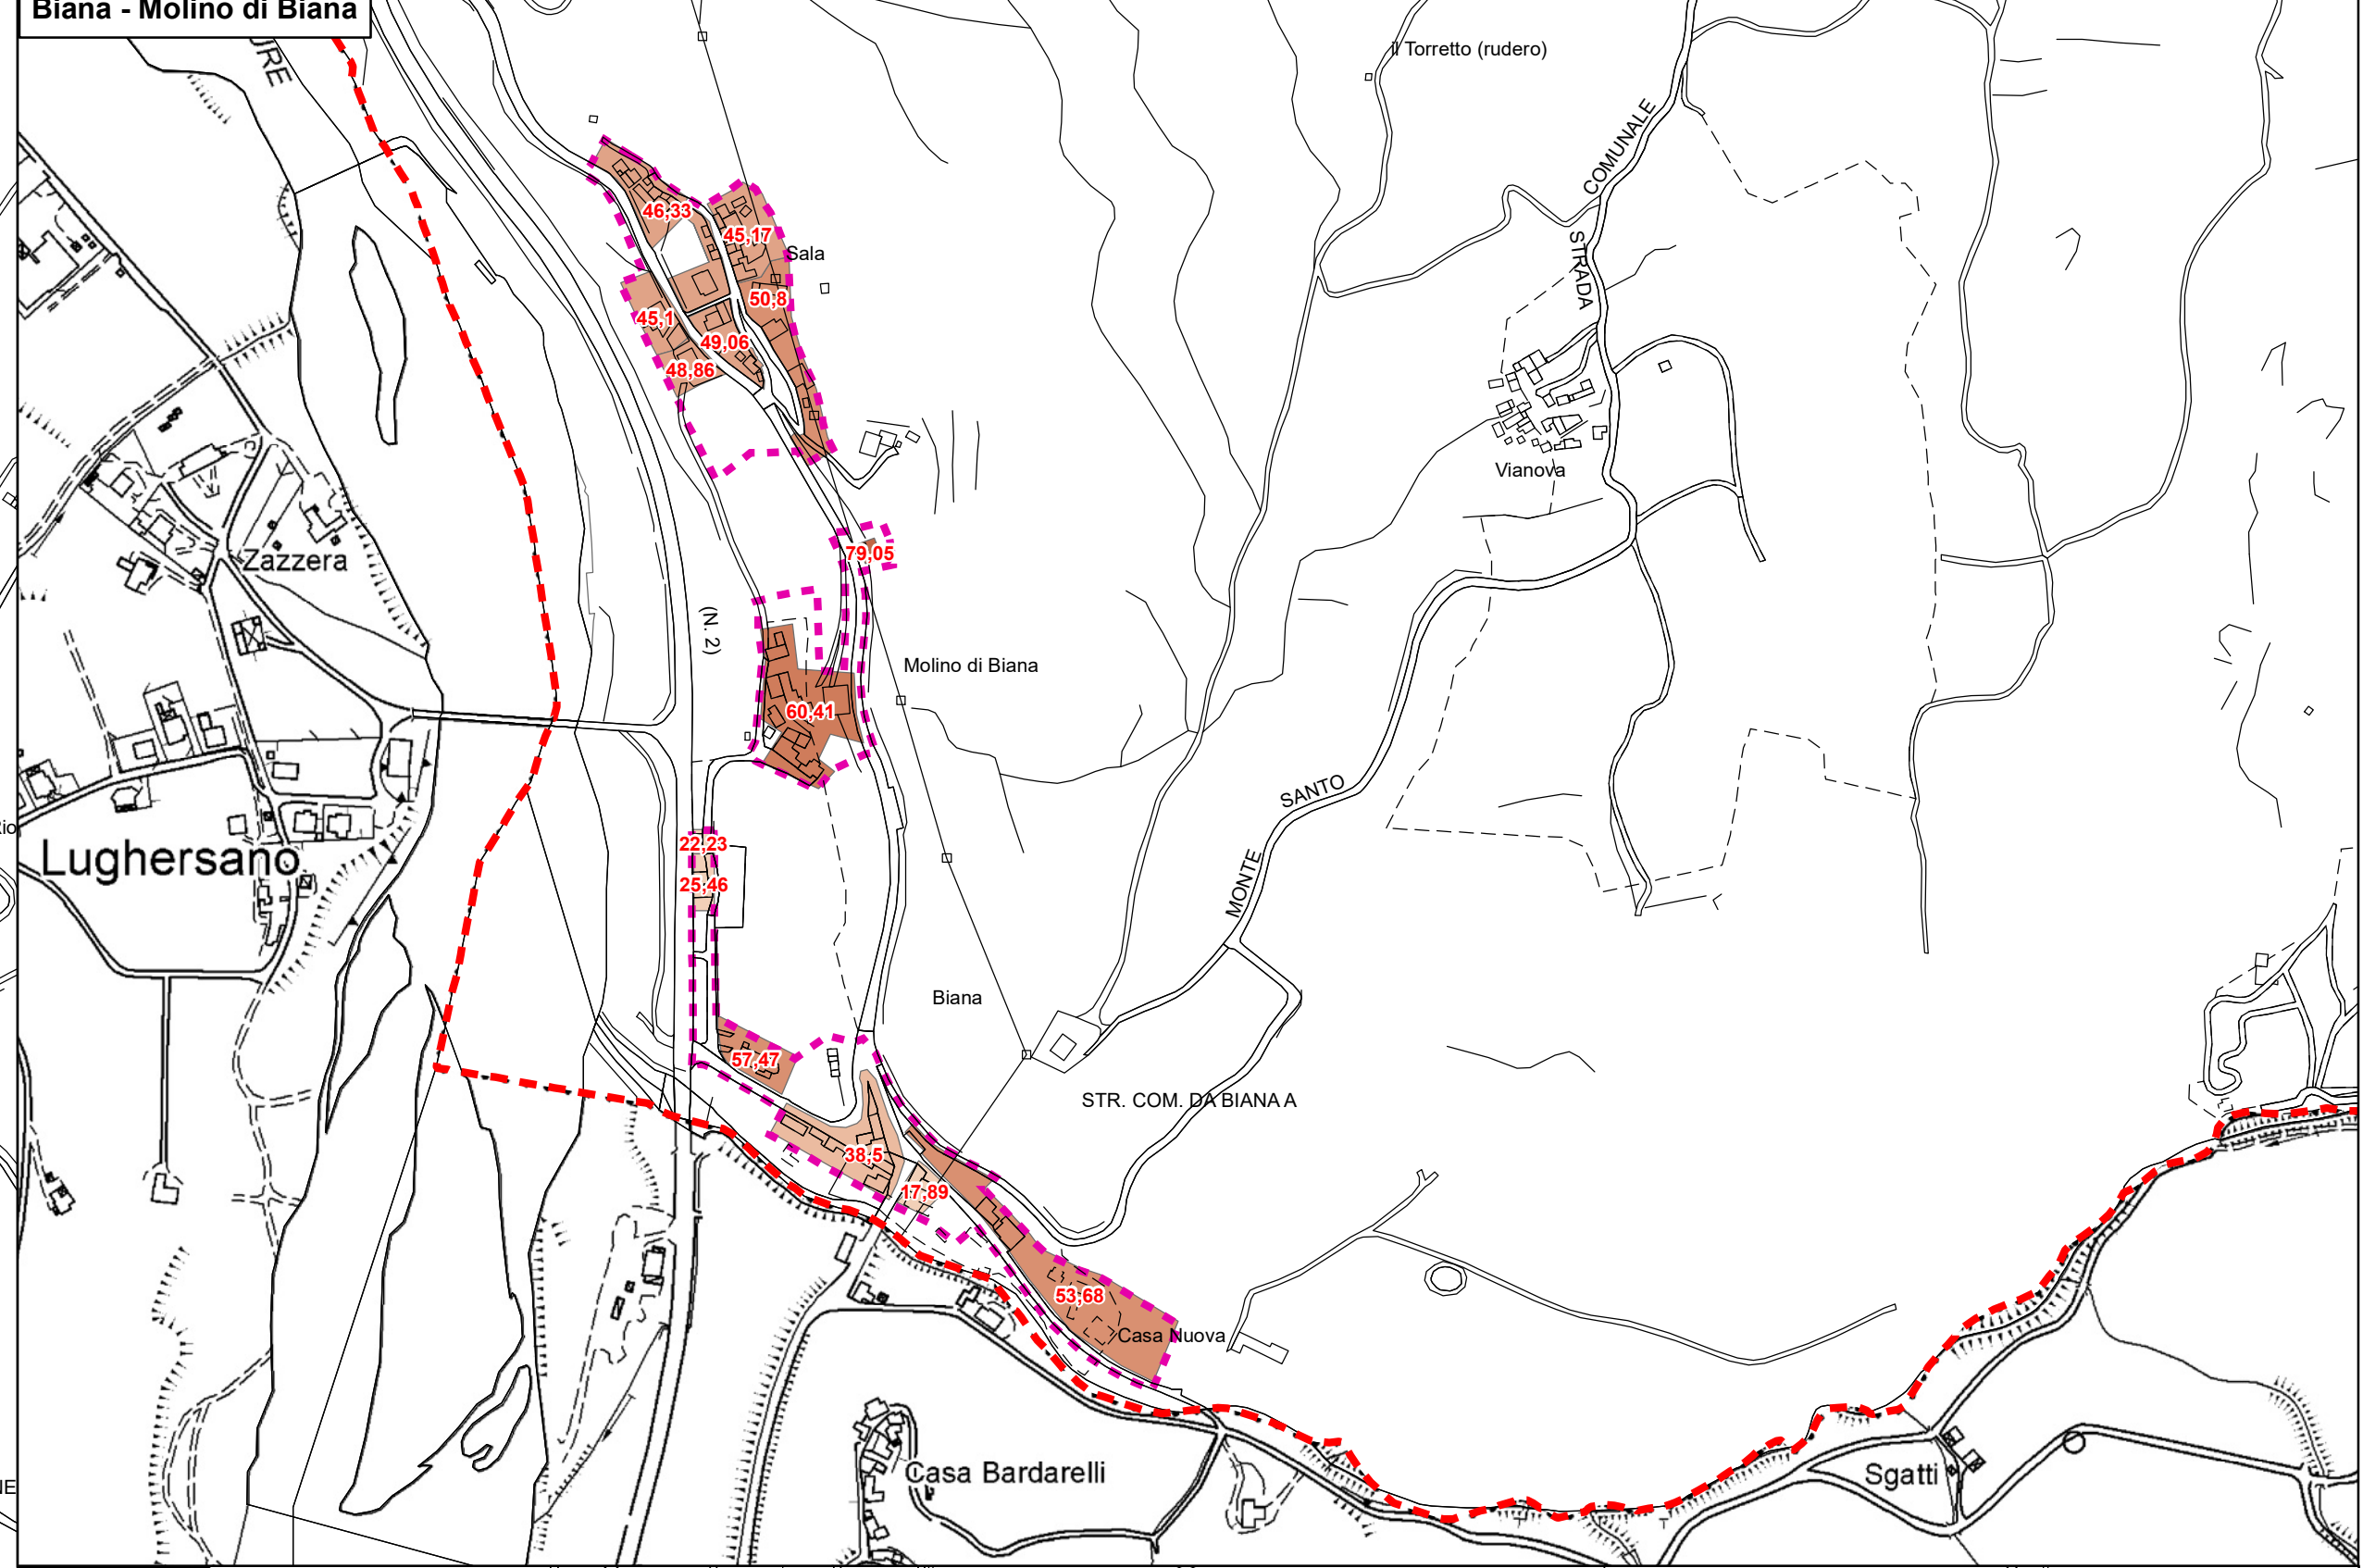 Biana - Molino di Biana
Il Torretto (rudero)
COMUNALE
46,33
45,17
Sala
STRADA
50,8
45,1
49,06
48,86
Vianova
79,05
Zazzera
(N. 2)
Molino di Biana
60,41
SANTO
22,23
Lughersano
25,46
MONTE
Biana
57,47
STR. COM. DA BIANA A
38,5
17,89
53,68
Casa Nuova
Casa Bardarelli
Sgatti